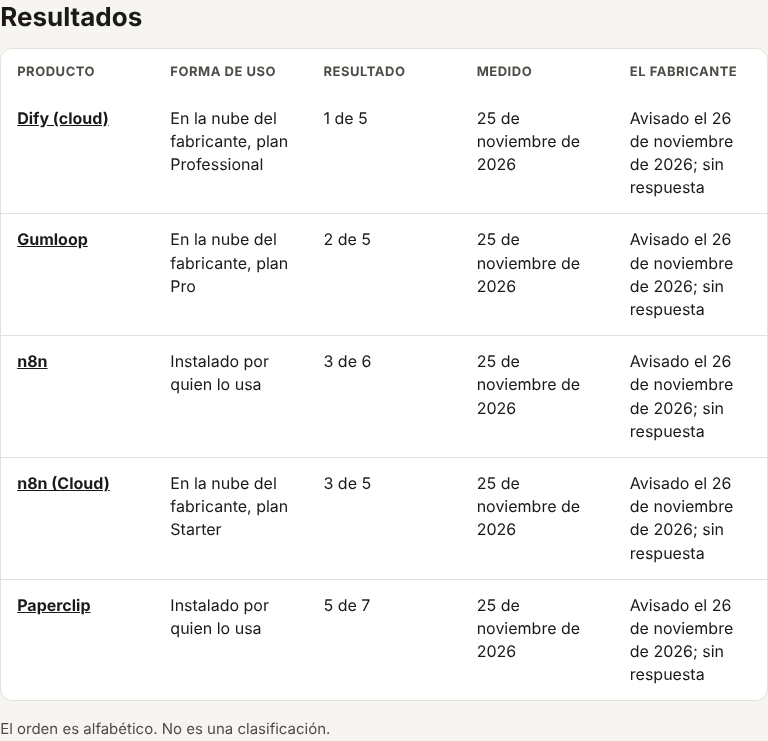 Resultados
PRODUCTO FORMA DE USO RESULTADO MEDIDO EL FABRICANTE
Dify (cloud) En la nube del 1 de 5 25 de Avisado el 26
fabricante, plan noviembre de de noviembre
Professional 2026 de 2026; sin
respuesta
Gumloop En la nube del 2 de 5 25 de Avisado el 26
fabricante, plan noviembre de de noviembre
Pro 2026 de 2026; sin
respuesta
n8n Instalado por 3 de 6 25 de Avisado el 26
quien lo usa noviembre de de noviembre
2026 de 2026; sin
respuesta
n8n (Cloud) En la nube del 3 de 5 25 de Avisado el 26
fabricante, plan noviembre de de noviembre
Starter 2026 de 2026; sin
respuesta
Paperclip Instalado por 5 de 7 25 de Avisado el 26
quien lo usa noviembre de de noviembre
2026 de 2026; sin
respuesta
El orden es alfabético. No es una clasificación.